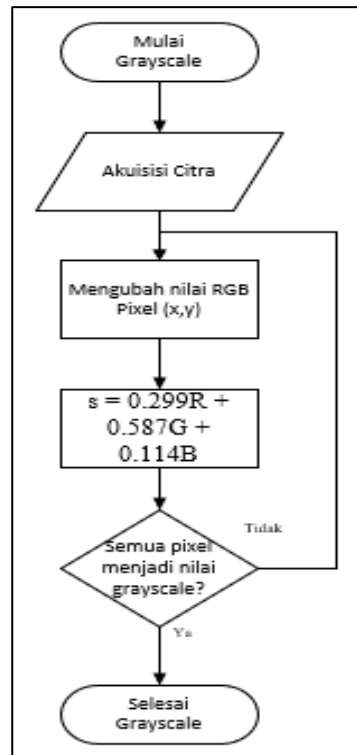 Mulai
Grayscale
Akuisisi Citra
Mengubah nilai RGB
Pixel (x,y)
s = 0.299R +
0.587G +
0.114B
Tidak
Semua pixel
menjadi nilai
grayscale?
Ya
Selesai
Grayscale